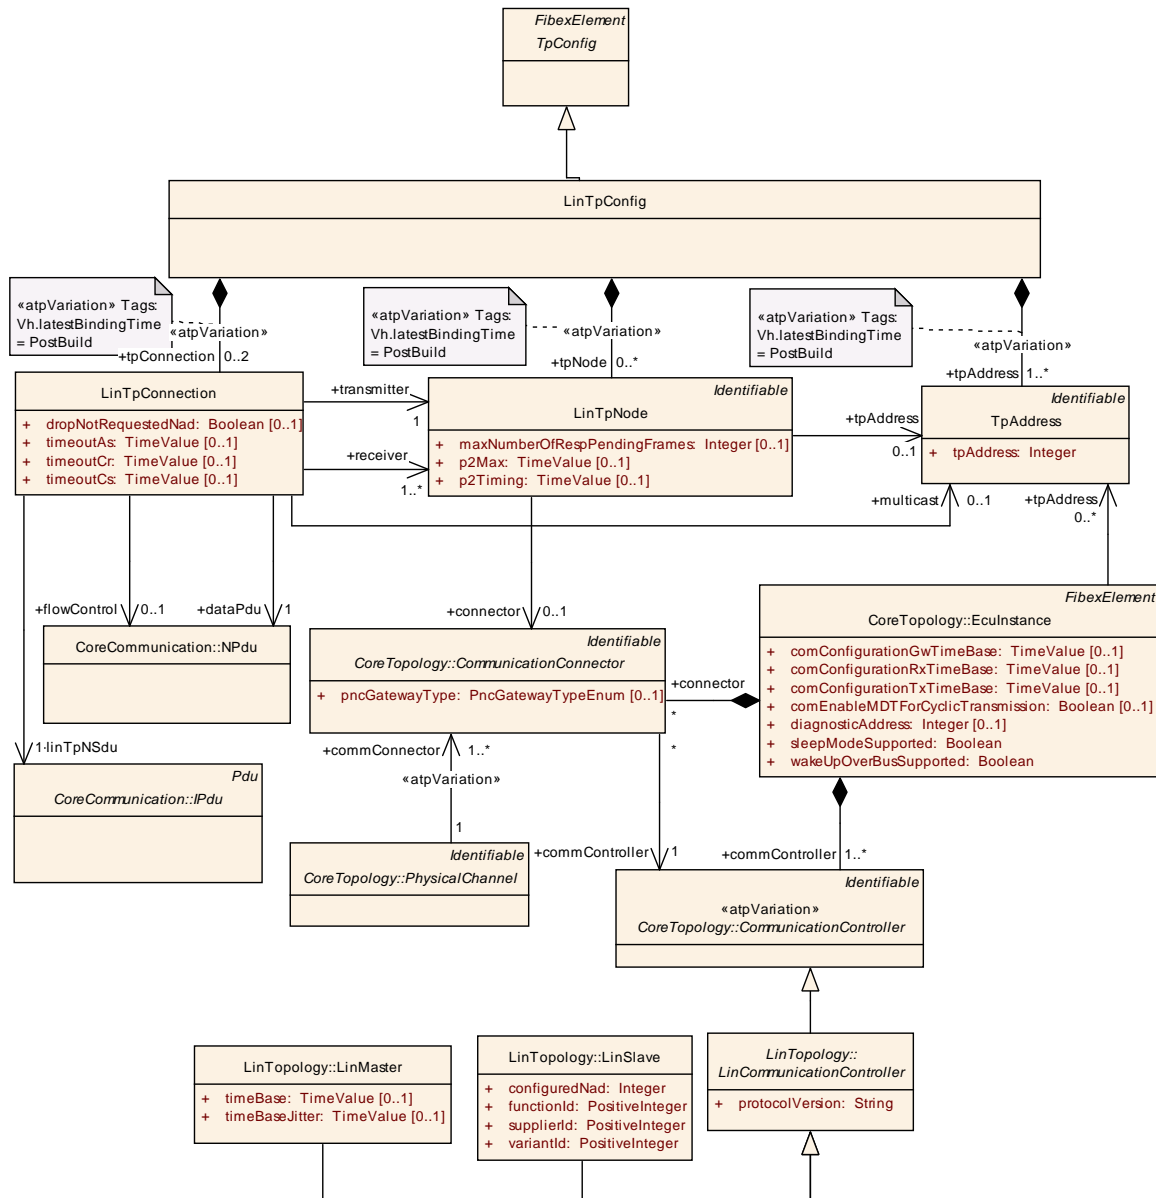 FibexElement
TpConfig
LinTpConfig
«atpVariation» Tags:
Vh.latestBindingTime
= PostBuild
«atpVariation»
+tpConnection
0..2
«atpVariation» Tags:
Vh.latestBindingTime
= PostBuild
«atpVariation»
+tpNode
0..*
«atpVariation» Tags:
Vh.latestBindingTime
= PostBuild
«atpVariation»
+tpAddress
1..*
LinTpConnection
+ dropNotRequestedNad: Boolean [0..1]
+ timeoutAs: TimeValue [0..1]
+ timeoutCr: TimeValue [0..1]
+ timeoutCs: TimeValue [0..1]
+transmitter
1
+receiver
1..*
Identifiable
LinTpNode
+ maxNumberOfRespPendingFrames: Integer [0..1]
+ p2Max: TimeValue [0..1]
+ p2Timing: TimeValue [0..1]
+tpAddress
0..1
Identifiable
TpAddress
+ tpAddress: Integer
+multicast
0..1
+tpAddress
0..*
+flowControl
0..1
+dataPdu
1
+connector
0..1
CoreCommunication::NPdu
Identifiable
CoreTopology::CommunicationConnector
+ pncGatewayType: PncGatewayTypeEnum [0..1]
+connector
*
FibexElement
CoreTopology::EcuInstance
+ comConfigurationGwTimeBase: TimeValue [0..1]
+ comConfigurationRxTimeBase: TimeValue [0..1]
+ comConfigurationTxTimeBase: TimeValue [0..1]
+ comEnableMDTForCyclicTransmission: Boolean [0..1]
+ diagnosticAddress: Integer [0..1]
+ sleepModeSupported: Boolean
+ wakeUpOverBusSupported: Boolean
1
+linTpNSdu
+commConnector
1..*
*
«atpVariation»
Pdu
CoreCommunication::IPdu
1
Identifiable
CoreTopology::PhysicalChannel
+commController
1
+commController
1..*
Identifiable
«atpVariation»
CoreTopology::CommunicationController
LinTopology::LinMaster
+ timeBase: TimeValue [0..1]
+ timeBaseJitter: TimeValue [0..1]
LinTopology::LinSlave
+ configuredNad: Integer
+ functionId: PositiveInteger
+ supplierId: PositiveInteger
+ variantId: PositiveInteger
LinTopology::
LinCommunicationController
+ protocolVersion: String